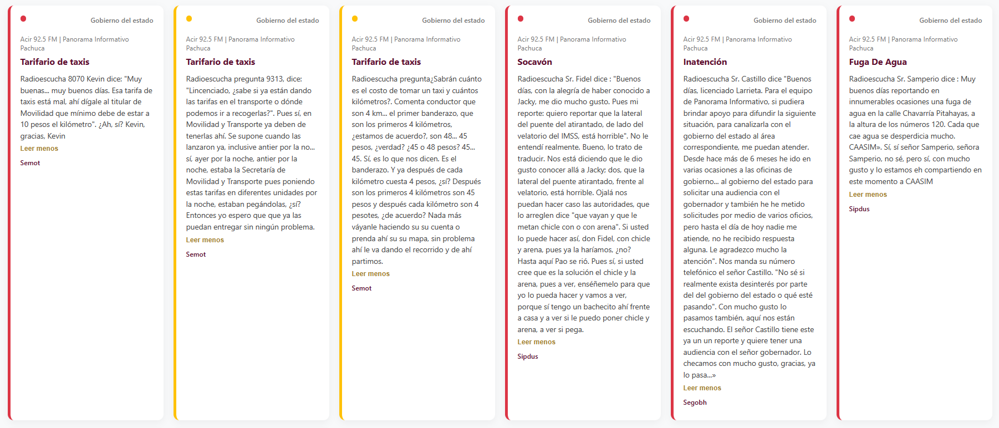 Gobierno del estado
Acir 92.5 FM | Panorama Informativo
Pachuca
Tarifario de taxis
Radioescucha 8070 Kevin dice: "Muy
buenas... muy buenos días. Esa tarifa de
taxis está mal, ahí dígale al titular de
Movilidad que mínimo debe de estar a
10 pesos el kilómetro". ¿Ah, sí? Kevin,
gracias, Kevin
Leer menos
Semot
Gobierno del estado
Acir 92.5 FM | Panorama Informativo
Pachuca
Tarifario de taxis
Radioescucha pregunta 9313, dice:
"Lincenciado, ¿sabe si ya están dando
las tarifas en el transporte o dónde
podemos ir a recogerlas?". Pues sí, en
Movilidad y Transporte ya deben de
tenerlas ahí. Se supone cuando las
lanzaron ya, inclusive antier por la no...
sí, ayer por la noche, antier por la
noche, estaba la Secretaría de
Movilidad y Transporte pues poniendo
estas tarifas en diferentes unidades por
la noche, estaban pegándolas, ¿sí?
Entonces yo espero que que ya las
puedan entregar sin ningún problema.
Leer menos
Semot
Gobierno del estado
Acir 92.5 FM | Panorama Informativo
Pachuca
Tarifario de taxis
Radioescucha pregunta¿Sabrán cuánto
es el costo de tomar un taxi y cuántos
kilómetros?. Comenta conductor que
son 4 km... el primer banderazo, que
son los primeros 4 kilómetros,
¿estamos de acuerdo?, son 48... 45
pesos, ¿verdad? ¿45 o 48 pesos? 45...
45. Sí, es lo que nos dicen. Es el
banderazo. Y ya después de cada
kilómetro cuesta 4 pesos, ¿sí? Después
son los primeros 4 kilómetros son 45
pesos y después cada kilómetro son 4
pesotes, ¿de acuerdo? Nada más
váyanle haciendo su su cuenta o
prenda ahí su su mapa, sin problema
ahí le va dando el recorrido y de ahí
partimos.
Leer menos
Semot
Gobierno del estado
Acir 92.5 FM | Panorama Informativo
Pachuca
Socavón
Radioescucha Sr. Fidel dice : "Buenos
días, con la alegría de haber conocido a
Jacky, me dio mucho gusto. Pues mi
reporte: quiero reportar que la lateral
del puente del atirantado, de lado del
velatorio del IMSS, está horrible". No le
entendí realmente. Bueno, lo trato de
traducir. Nos está diciendo que le dio
gusto conocer allá a Jacky; dos, que la
lateral del puente atirantado, frente al
velatorio, está horrible. Ojalá nos
puedan hacer caso las autoridades, que
lo arreglen dice "que vayan y que le
metan chicle con o con arena". Si usted
lo puede hacer así, don Fidel, con chicle
y arena, pues ya la haríamos, ¿no?
Hasta aquí Pao se rió. Pues sí, si usted
cree que es la solución el chicle y la
arena, pues a ver, enséñemelo para que
yo lo pueda hacer y vamos a ver,
porque sí tengo un bachecito ahí frente
a casa y a ver si le puedo poner chicle y
arena, a ver si pega.
Leer menos
Sipdus
Gobierno del estado
Acir 92.5 FM | Panorama Informativo
Pachuca
Inatención
Radioescucha Sr. Castillo dice "Buenos
días, licenciado Larrieta. Para el equipo
de Panorama Informativo, si pudiera
brindar apoyo para difundir la siguiente
situación, para canalizarla con el
gobierno del estado al área
correspondiente, me puedan atender.
Desde hace más de 6 meses he ido en
varias ocasiones a las oficinas de
gobierno... al gobierno del estado para
solicitar una audiencia con el
gobernador y también he he metido
solicitudes por medio de varios oficios,
pero hasta el día de hoy nadie me
atiende, no he recibido respuesta
alguna. Le agradezco mucho la
atención". Nos manda su número
telefónico el señor Castillo. "No sé si
realmente exista desinterés por parte
del del gobierno del estado o qué esté
pasando". Con mucho gusto lo
pasamos también, aquí nos están
escuchando. El señor Castillo tiene este
ya un un reporte y quiere tener una
audiencia con el señor gobernador. Lo
checamos con mucho gusto, gracias, ya
lo pasa...»
Leer menos
Segobh
Gobierno del estado
Acir 92.5 FM | Panorama Informativo
Pachuca
Fuga De Agua
Radioescucha Sr. Samperio dice : Muy
buenos días reportando en
innumerables ocasiones una fuga de
agua en la calle Chavarría Pitahayas, a
la altura de los números 120. Cada que
cae agua se desperdicia mucho.
CAASIM». Sí, sí señor Samperio, señora
Samperio, no sé, pero sí, con mucho
gusto y lo estamos eh compartiendo en
este momento a CAASIM
Leer menos
Sipdus